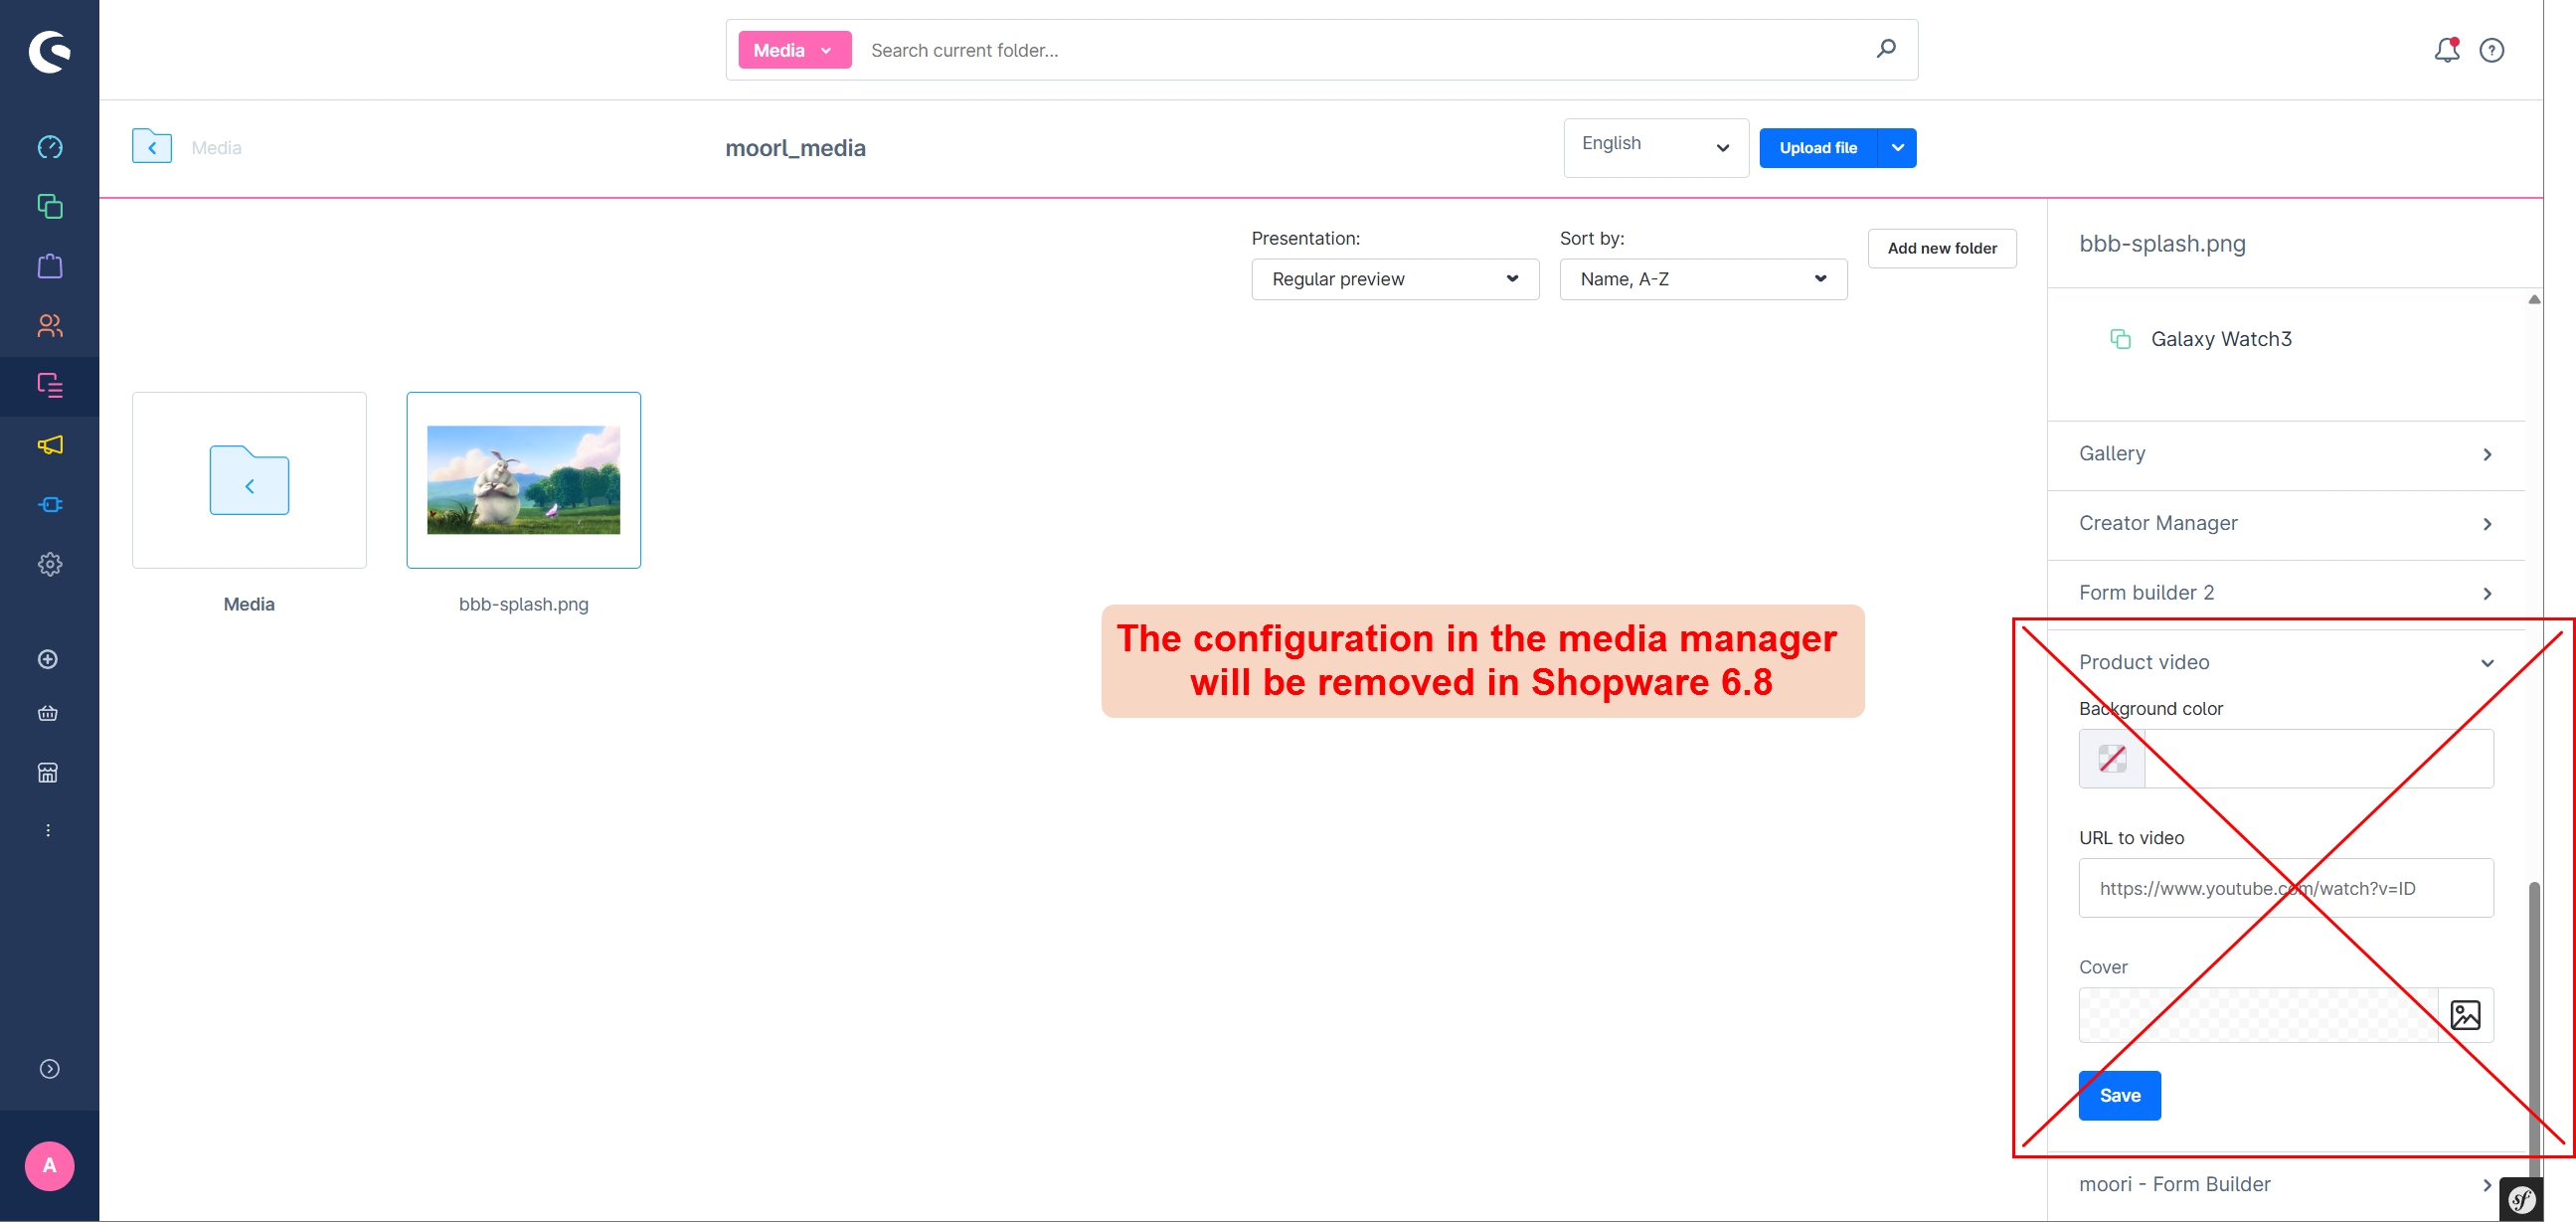 Media
Search current folder...
Media
moorl_media
English
Upload file
Presentation:
Regular preview
Sort by:
Name, A-Z
Add new folder
bbb-splash.png
Galaxy Watch3
Gallery
Creator Manager
Form builder 2
Media
bbb-splash.png
The configuration in the media manager
will be removed in Shopware 6.8
Product video
Background color
URL to video
https://www.youtube.com/watch?v=ID
Cover
Save
moori - Form Builder
A
sf